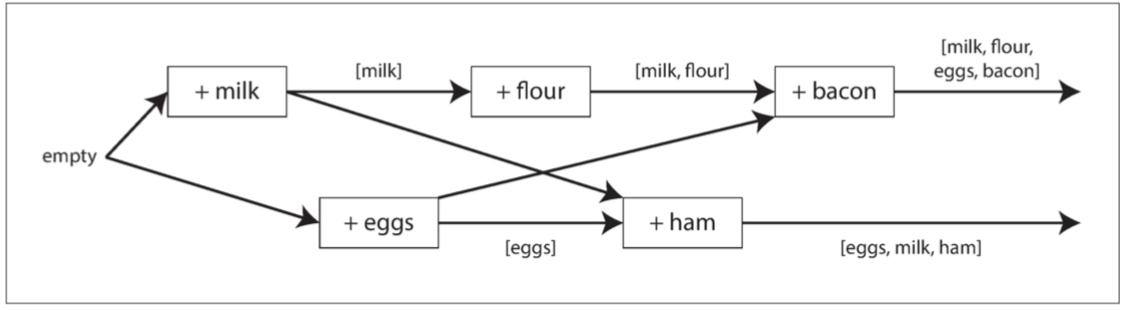 [milk, flour,
eggs, bacon]
+ milk
[milk]
+ flour
[milk, flour]
+ bacon
empty
+ eggs
[eggs]
+ ham
[eggs, milk, ham]